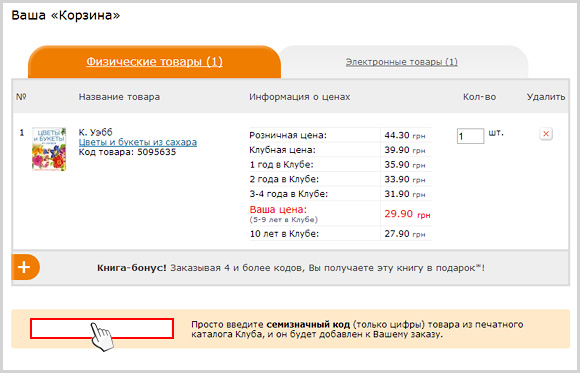 Ваша «Корзина»
Физические товары (1)
Электронные товары (1)
№ Название товара Информация о ценах Кол-во Удалить
1 ЦВЕТЫ И БУКЕТЫ К. Уэбб
Цветы и букеты из сахара
Код товара: 5095635
Розничная цена: 44.30 грн
Клубная цена: 39.90 грн
1 год в Клубе: 35.90 грн
2 года в Клубе: 33.90 грн
3-4 года в Клубе: 31.90 грн
Ваша цена: 29.90 грн
(5-9 лет в Клубе)
10 лет в Клубе: 27.90 грн
1 шт.
Книга-бонус! Заказывая 4 и более кодов, Вы получаете эту книгу в подарок*!
Просто введите семизначный код (только цифры) товара из печатного
каталога Клуба, и он будет добавлен к Вашему заказу.